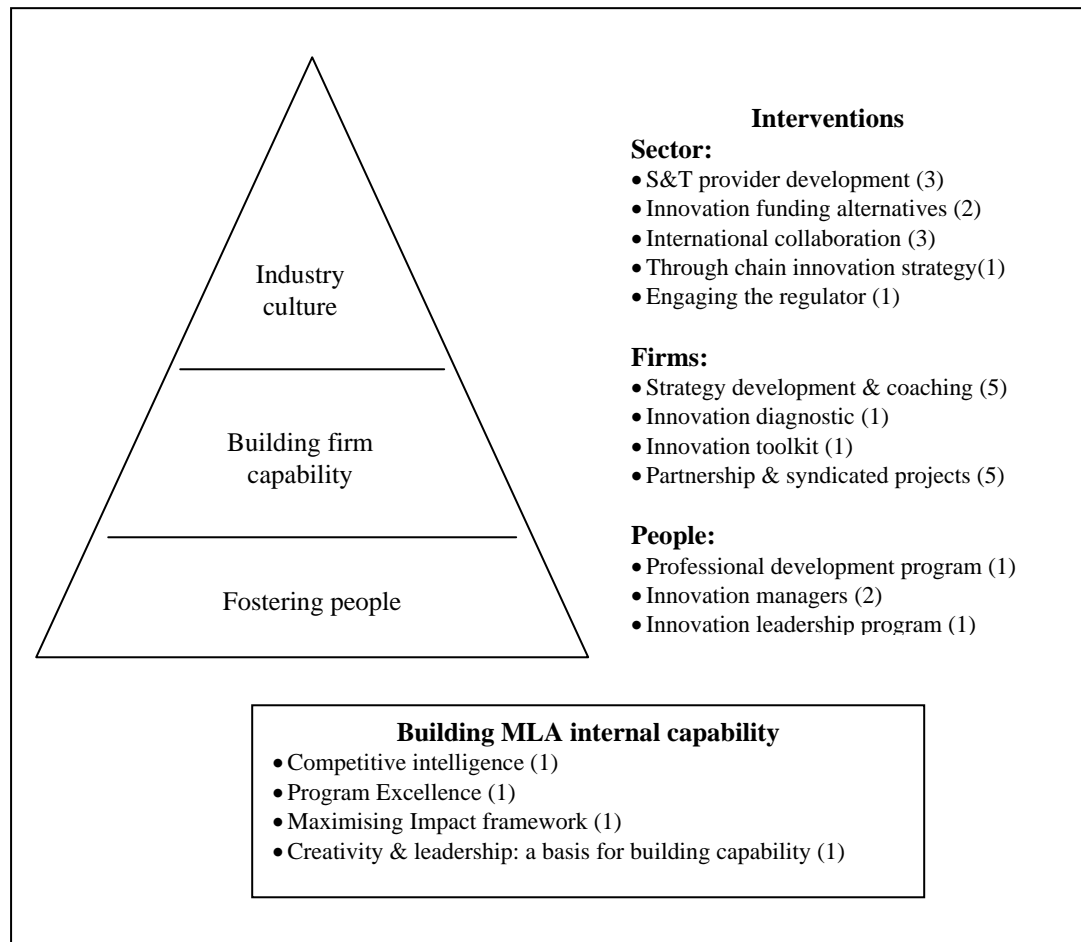 Industry
culture
Building firm
capability
Fostering people
Interventions
Sector:
• S&T provider development (3)
• Innovation funding alternatives (2)
• International collaboration (3)
• Through chain innovation strategy(1)
• Engaging the regulator (1)
Firms:
• Strategy development & coaching (5)
• Innovation diagnostic (1)
• Innovation toolkit (1)
• Partnership & syndicated projects (5)
People:
• Professional development program (1)
• Innovation managers (2)
• Innovation leadership program (1)
Building MLA internal capability
• Competitive intelligence (1)
• Program Excellence (1)
• Maximising Impact framework (1)
• Creativity & leadership: a basis for building capability (1)